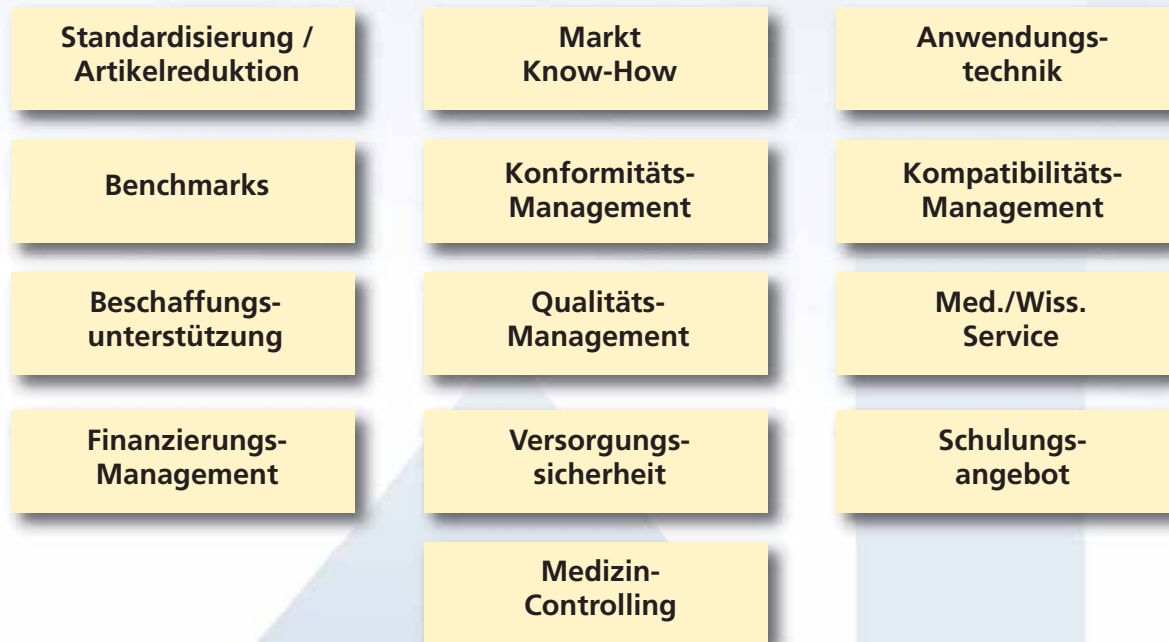 Standardisierung /
Artikelreduktion
Markt
Know-How
Anwendungs-
technik
Benchmarks
Konformitäts-
Management
Kompatibilitäts-
Management
Beschaffungs-
unterstützung
Qualitäts-
Management
Med./Wiss.
Service
Finanzierungs-
Management
Versorgungs-
sicherheit
Schulungs-
angebot
Medizin-
Controlling